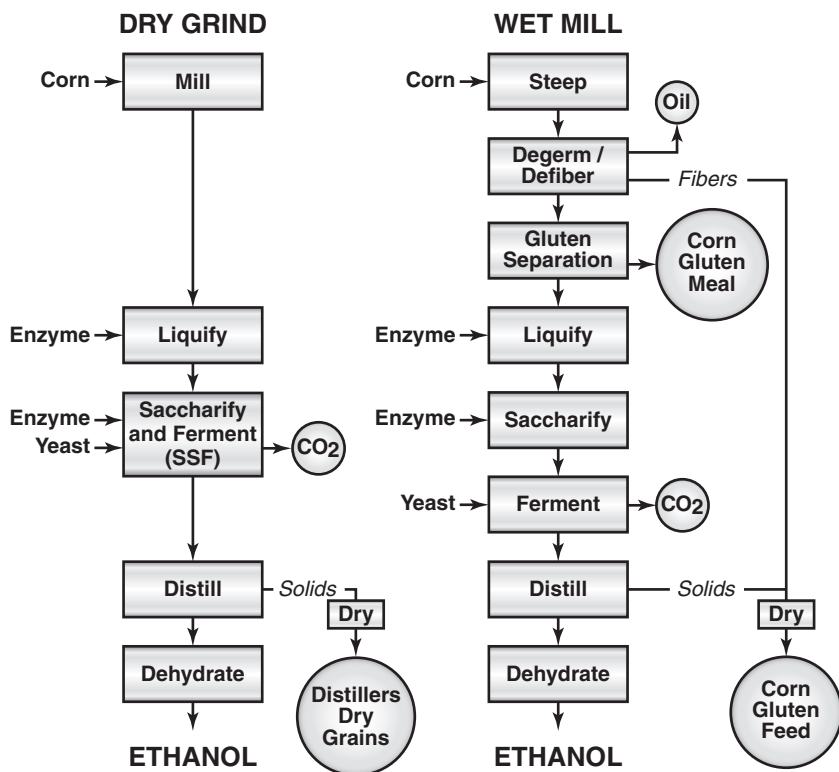 DRY GRIND
Corn
Mill
Enzyme
Liquify
Enzyme
Yeast
Saccharify
and Ferment
(SSF)
CO2
Distill
Solids
Dry
Dehydrate
Distillers
Dry
Grains
ETHANOL
WET MILL
Corn
Steep
Oil
Degerm /
Defiber
Fibers
Gluten
Separation
Corn
Gluten
Meal
Enzyme
Liquify
Enzyme
Saccharify
Yeast
Ferment
CO2
Distill
Solids
Dry
Dehydrate
Corn
Gluten
Feed
ETHANOL